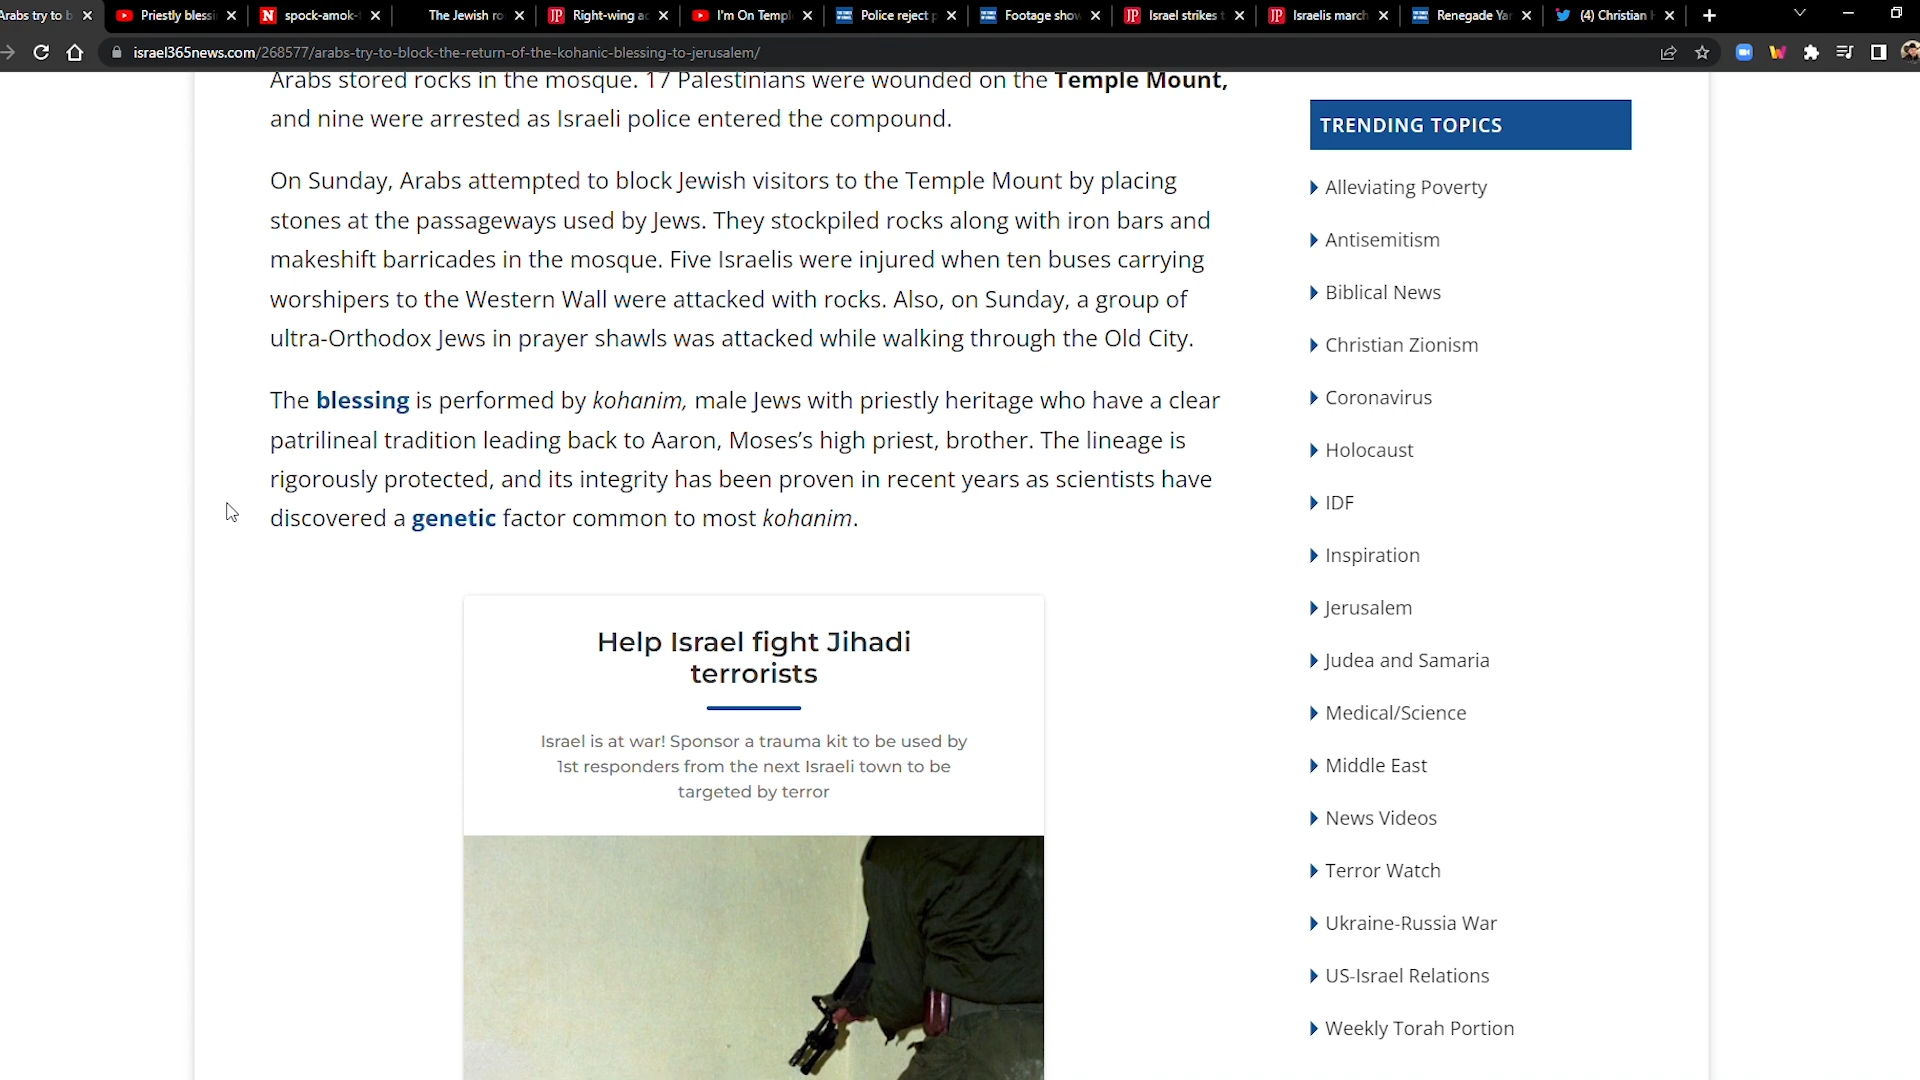 Arabs try to b
Priestly blessi
spock-amok-
The Jewish ro
Right-wing ac
I'm On Templ
Police reject p
Footage show
Israel strikes t
Israelis march
Renegade Yar
(4) Christian H
israel365news.com/268577/arabs-try-to-block-the-return-of-the-kohanic-blessing-to-jerusalem/
Arabs stored rocks in the mosque. 17 Palestinians were wounded on the Temple Mount,
and nine were arrested as Israeli police entered the compound.
On Sunday, Arabs attempted to block Jewish visitors to the Temple Mount by placing
stones at the passageways used by Jews. They stockpiled rocks along with iron bars and
makeshift barricades in the mosque. Five Israelis were injured when ten buses carrying
worshipers to the Western Wall were attacked with rocks. Also, on Sunday, a group of
ultra-Orthodox Jews in prayer shawls was attacked while walking through the Old City.
The blessing is performed by kohanim, male Jews with priestly heritage who have a clear
patrilineal tradition leading back to Aaron, Moses's high priest, brother. The lineage is
rigorously protected, and its integrity has been proven in recent years as scientists have
discovered a genetic factor common to most kohanim.
Help Israel fight Jihadi
terrorists
Israel is at war! Sponsor a trauma kit to be used by
1st responders from the next Israeli town to be
targeted by terror
TRENDING TOPICS
Alleviating Poverty
Antisemitism
Biblical News
Christian Zionism
Coronavirus
Holocaust
IDF
Inspiration
Jerusalem
Judea and Samaria
Medical/Science
Middle East
News Videos
Terror Watch
Ukraine-Russia War
US-Israel Relations
Weekly Torah Portion